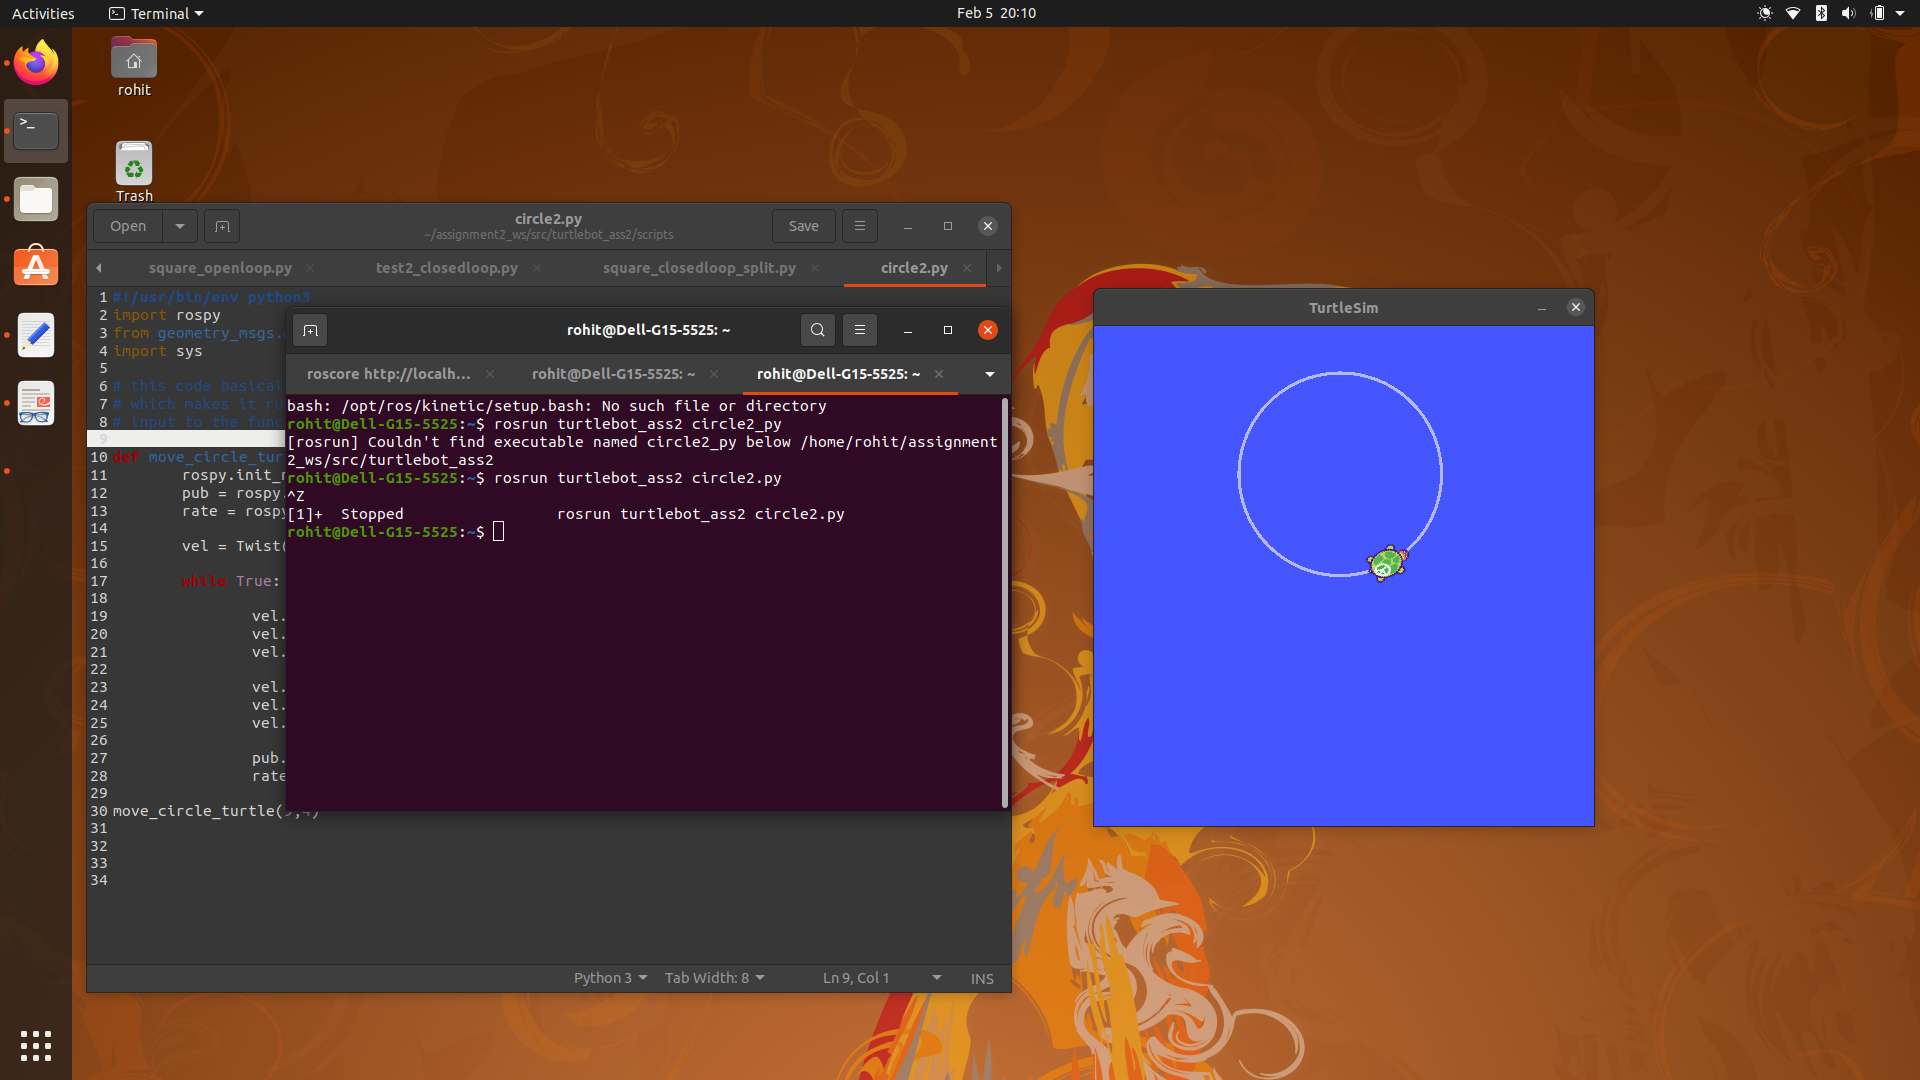 Activities
Terminal
Feb 5 20:10
rohit
Trash
Open
circle2.py
~/assignment2_ws/src/turtlebot_ass2/scripts
Save
square_openloop.py
test2_closedloop.py
square_closedloop_split.py
circle2.py
1 #!/usr/bin/env python3
2 import rospy
3 from geometry_msgs.
4 import sys
5
6 # this code basical
7 # which makes it ru
8 # input to the func
9
10 def move_circle_tur
11 rospy.init_
12 pub = rospy.
13 rate = rospy
14
15 vel = Twist(
16
17 while True:
18
19 vel.
20 vel.
21 vel.
22
23 vel.
24 vel.
25 vel.
26
27 pub.
28 rate
29
30 move_circle_turtle(
31
32
33
34
Python 3
Tab Width: 8
Ln 9, Col 1
INS
rohit@Dell-G15-5525: ~
roscore http://localh...
rohit@Dell-G15-5525: ~
rohit@Dell-G15-5525: ~
bash: /opt/ros/kinetic/setup.bash: No such file or directory
rohit@Dell-G15-5525:~$ rosrun turtlebot_ass2 circle2_py
[rosrun] Couldn't find executable named circle2_py below /home/rohit/assignment
2_ws/src/turtlebot_ass2
rohit@Dell-G15-5525:~$ rosrun turtlebot_ass2 circle2.py
^Z
[1]+  Stopped                 rosrun turtlebot_ass2 circle2.py
rohit@Dell-G15-5525:~$
TurtleSim